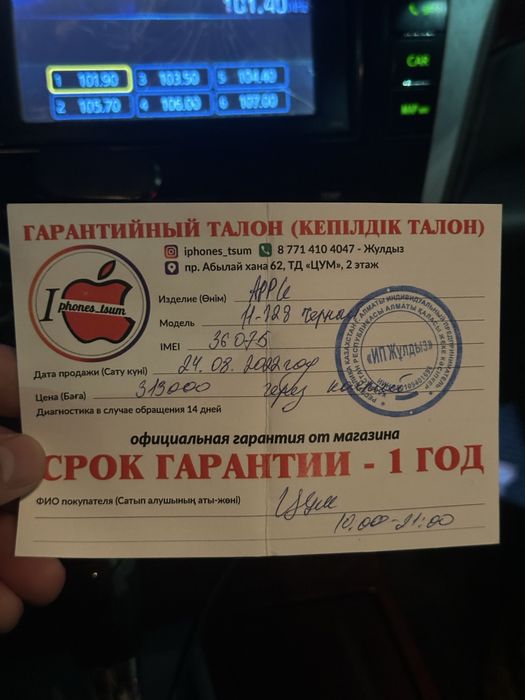 101.40
CAR
1 101.90 3 103.50 5 104.40
2 105.70 4 106.00 6 107.00
ГАРАНТИЙНЫЙ ТАЛОН (КЕПІЛДІК ТАЛОН)
iphones_tsum 8 771 410 4047 - Жулдыз
пр. Абылай хана 62, ТД «ЦУМ», 2 этаж
I phones_tsum
Изделие (Өнім) APPle
Модель 11-128 черна
IMEI 36075
Дата продажи (Сату күні) 24.08.2022 год
Цена (Баға) 313000 через
Диагностика в случае обращения 14 дней
«ИП Жұлдыз»
официальная гарантия от магазина
СРОК ГАРАНТИИ - 1 ГОД
ФИО покупателя (Сатып алушының аты-жөні)
10.00-21:00